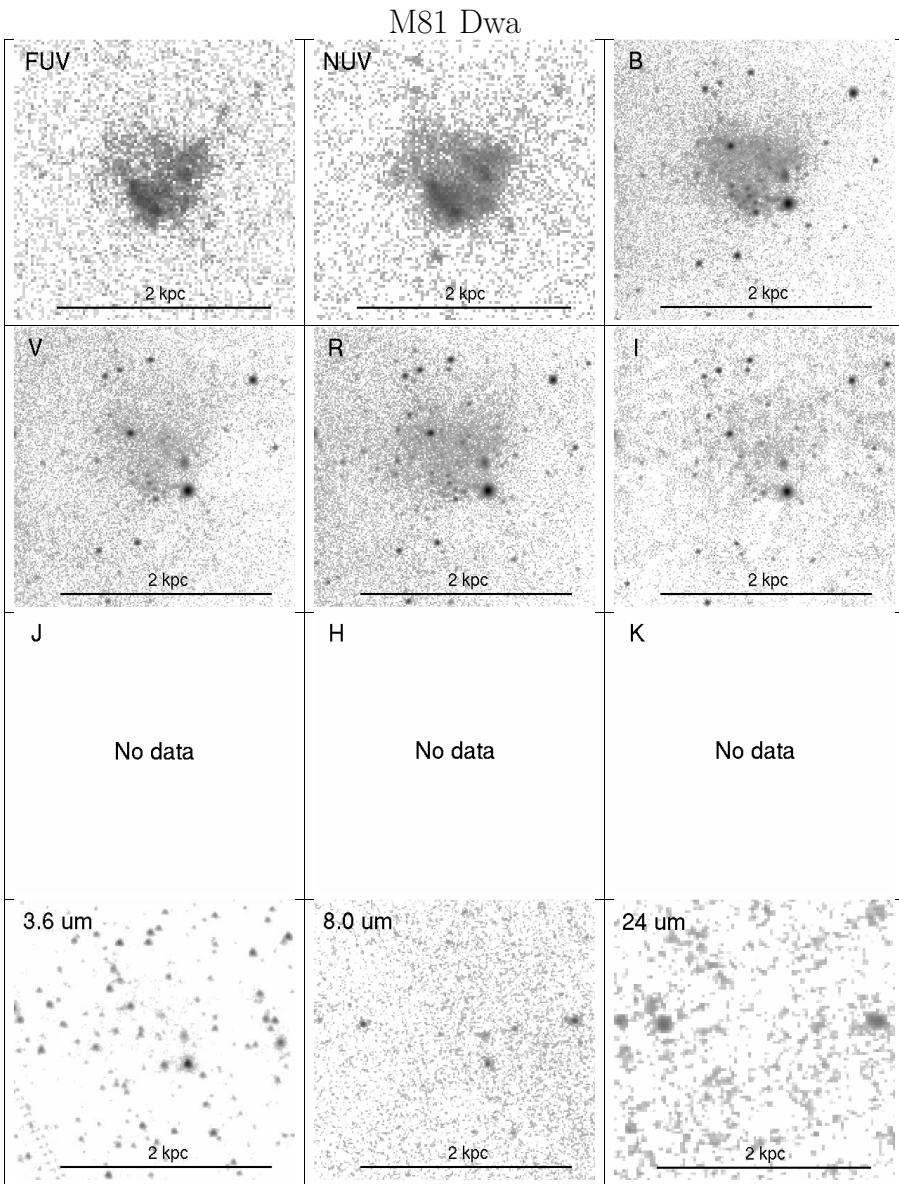 M81 Dwa
FUV
NUV
B
2 kpc
2 kpc
2 kpc
V
R
I
2 kpc
2 kpc
2 kpc
J
H
K
No data
No data
No data
3.6 um
8.0 um
24 um
2 kpc
2 kpc
2 kpc